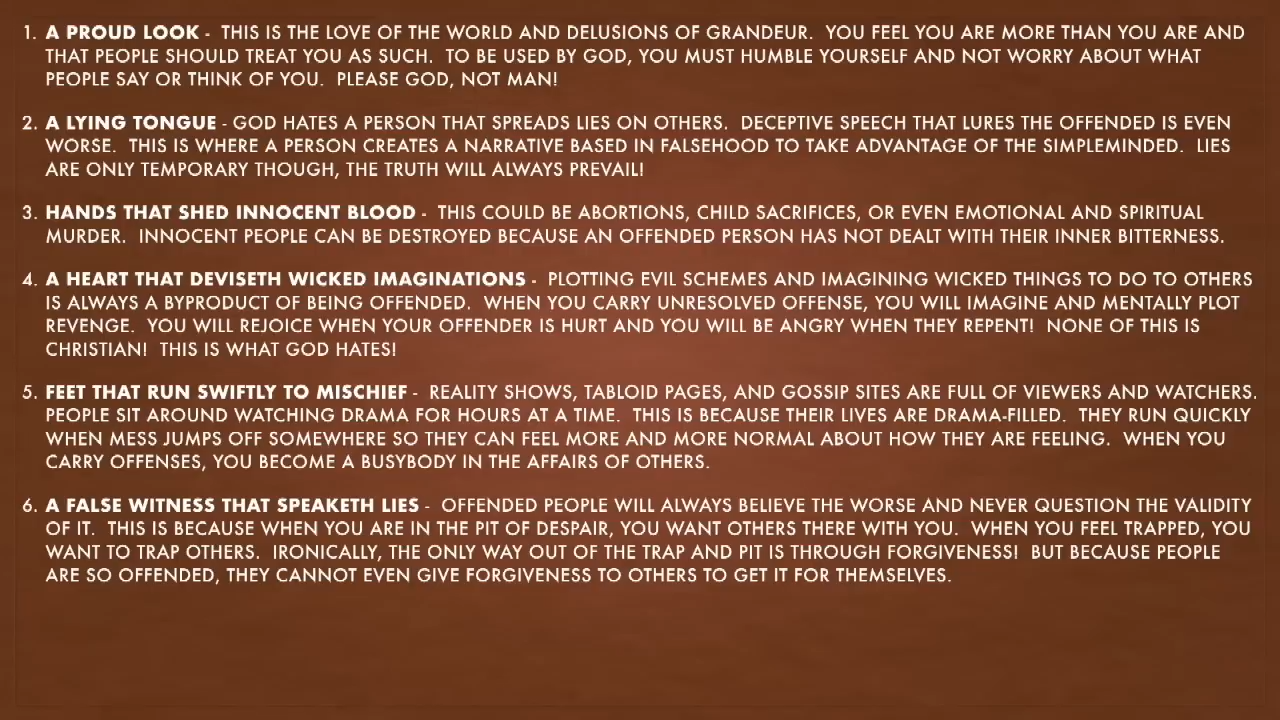 1. A PROUD LOOK - THIS IS THE LOVE OF THE WORLD AND DELUSIONS OF GRANDEUR. YOU FEEL YOU ARE MORE THAN YOU ARE AND
THAT PEOPLE SHOULD TREAT YOU AS SUCH. TO BE USED BY GOD, YOU MUST HUMBLE YOURSELF AND NOT WORRY ABOUT WHAT
PEOPLE SAY OR THINK OF YOU. PLEASE GOD, NOT MAN!
2. A LYING TONGUE - GOD HATES A PERSON THAT SPREADS LIES ON OTHERS. DECEPTIVE SPEECH THAT LURES THE OFFENDED IS EVEN
WORSE. THIS IS WHERE A PERSON CREATES A NARRATIVE BASED IN FALSEHOOD TO TAKE ADVANTAGE OF THE SIMPLEMINDED. LIES
ARE ONLY TEMPORARY THOUGH, THE TRUTH WILL ALWAYS PREVAIL!
3. HANDS THAT SHED INNOCENT BLOOD - THIS COULD BE ABORTIONS, CHILD SACRIFICES, OR EVEN EMOTIONAL AND SPIRITUAL
MURDER. INNOCENT PEOPLE CAN BE DESTROYED BECAUSE AN OFFENDED PERSON HAS NOT DEALT WITH THEIR INNER BITTERNESS.
4. A HEART THAT DEVISETH WICKED IMAGINATIONS - PLOTTING EVIL SCHEMES AND IMAGINING WICKED THINGS TO DO TO OTHERS
IS ALWAYS A BYPRODUCT OF BEING OFFENDED. WHEN YOU CARRY UNRESOLVED OFFENSE, YOU WILL IMAGINE AND MENTALLY PLOT
REVENGE. YOU WILL REJOICE WHEN YOUR OFFENDER IS HURT AND YOU WILL BE ANGRY WHEN THEY REPENT! NONE OF THIS IS
CHRISTIAN! THIS IS WHAT GOD HATES!
5. FEET THAT RUN SWIFTLY TO MISCHIEF - REALITY SHOWS, TABLOID PAGES, AND GOSSIP SITES ARE FULL OF VIEWERS AND WATCHERS.
PEOPLE SIT AROUND WATCHING DRAMA FOR HOURS AT A TIME. THIS IS BECAUSE THEIR LIVES ARE DRAMA-FILLED. THEY RUN QUICKLY
WHEN MESS JUMPS OFF SOMEWHERE SO THEY CAN FEEL MORE AND MORE NORMAL ABOUT HOW THEY ARE FEELING. WHEN YOU
CARRY OFFENSES, YOU BECOME A BUSYBODY IN THE AFFAIRS OF OTHERS.
6. A FALSE WITNESS THAT SPEAKETH LIES - OFFENDED PEOPLE WILL ALWAYS BELIEVE THE WORSE AND NEVER QUESTION THE VALIDITY
OF IT. THIS IS BECAUSE WHEN YOU ARE IN THE PIT OF DESPAIR, YOU WANT OTHERS THERE WITH YOU. WHEN YOU FEEL TRAPPED, YOU
WANT TO TRAP OTHERS. IRONICALLY, THE ONLY WAY OUT OF THE TRAP AND PIT IS THROUGH FORGIVENESS! BUT BECAUSE PEOPLE
ARE SO OFFENDED, THEY CANNOT EVEN GIVE FORGIVENESS TO OTHERS TO GET IT FOR THEMSELVES.